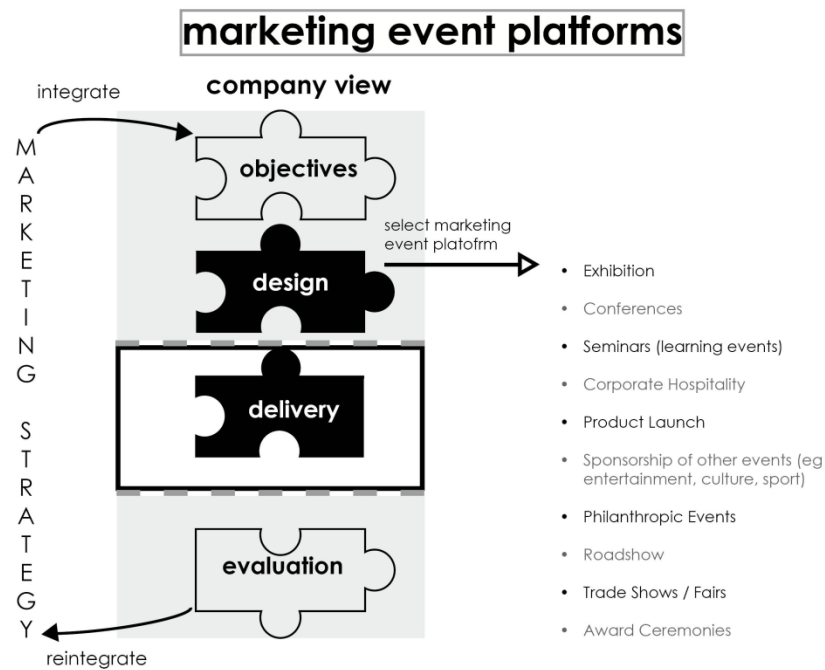 marketing event platforms
company view
integrate
MARKETING STRATEGY
objectives
select marketing
event platofrm
design
delivery
evaluation
reintegrate
• Exhibition
• Conferences
• Seminars (learning events)
• Corporate Hospitality
• Product Launch
• Sponsorship of other events (eg
entertainment, culture, sport)
• Philanthropic Events
• Roadshow
• Trade Shows / Fairs
• Award Ceremonies